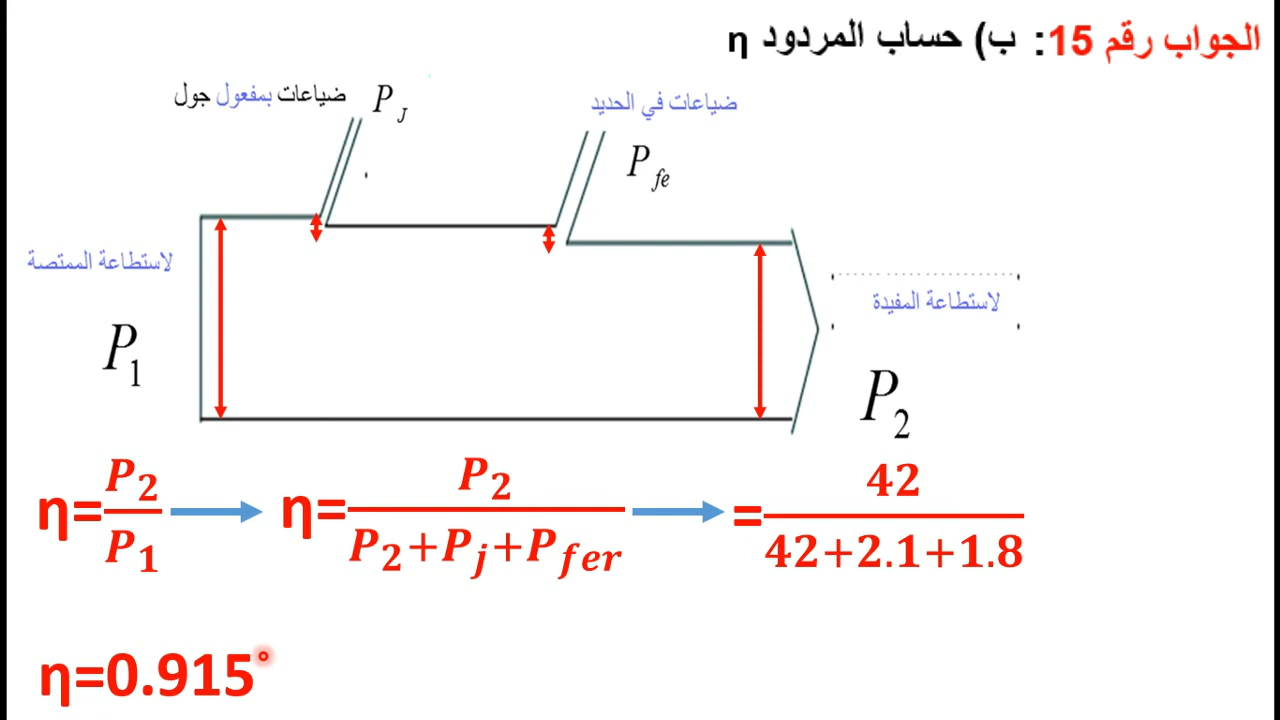 الجواب رقم 15: ب) حساب المردود η
ضياعات بمفعول جول P_J
ضياعات في الحديد
P_fe
لاستطاعة الممتصة
P_1
لاستطاعة المفيدة
P_2
η=P_2/P_1
η=P_2/(P_2+P_j+P_fer)
=42/(42+2.1+1.8)
η=0.915